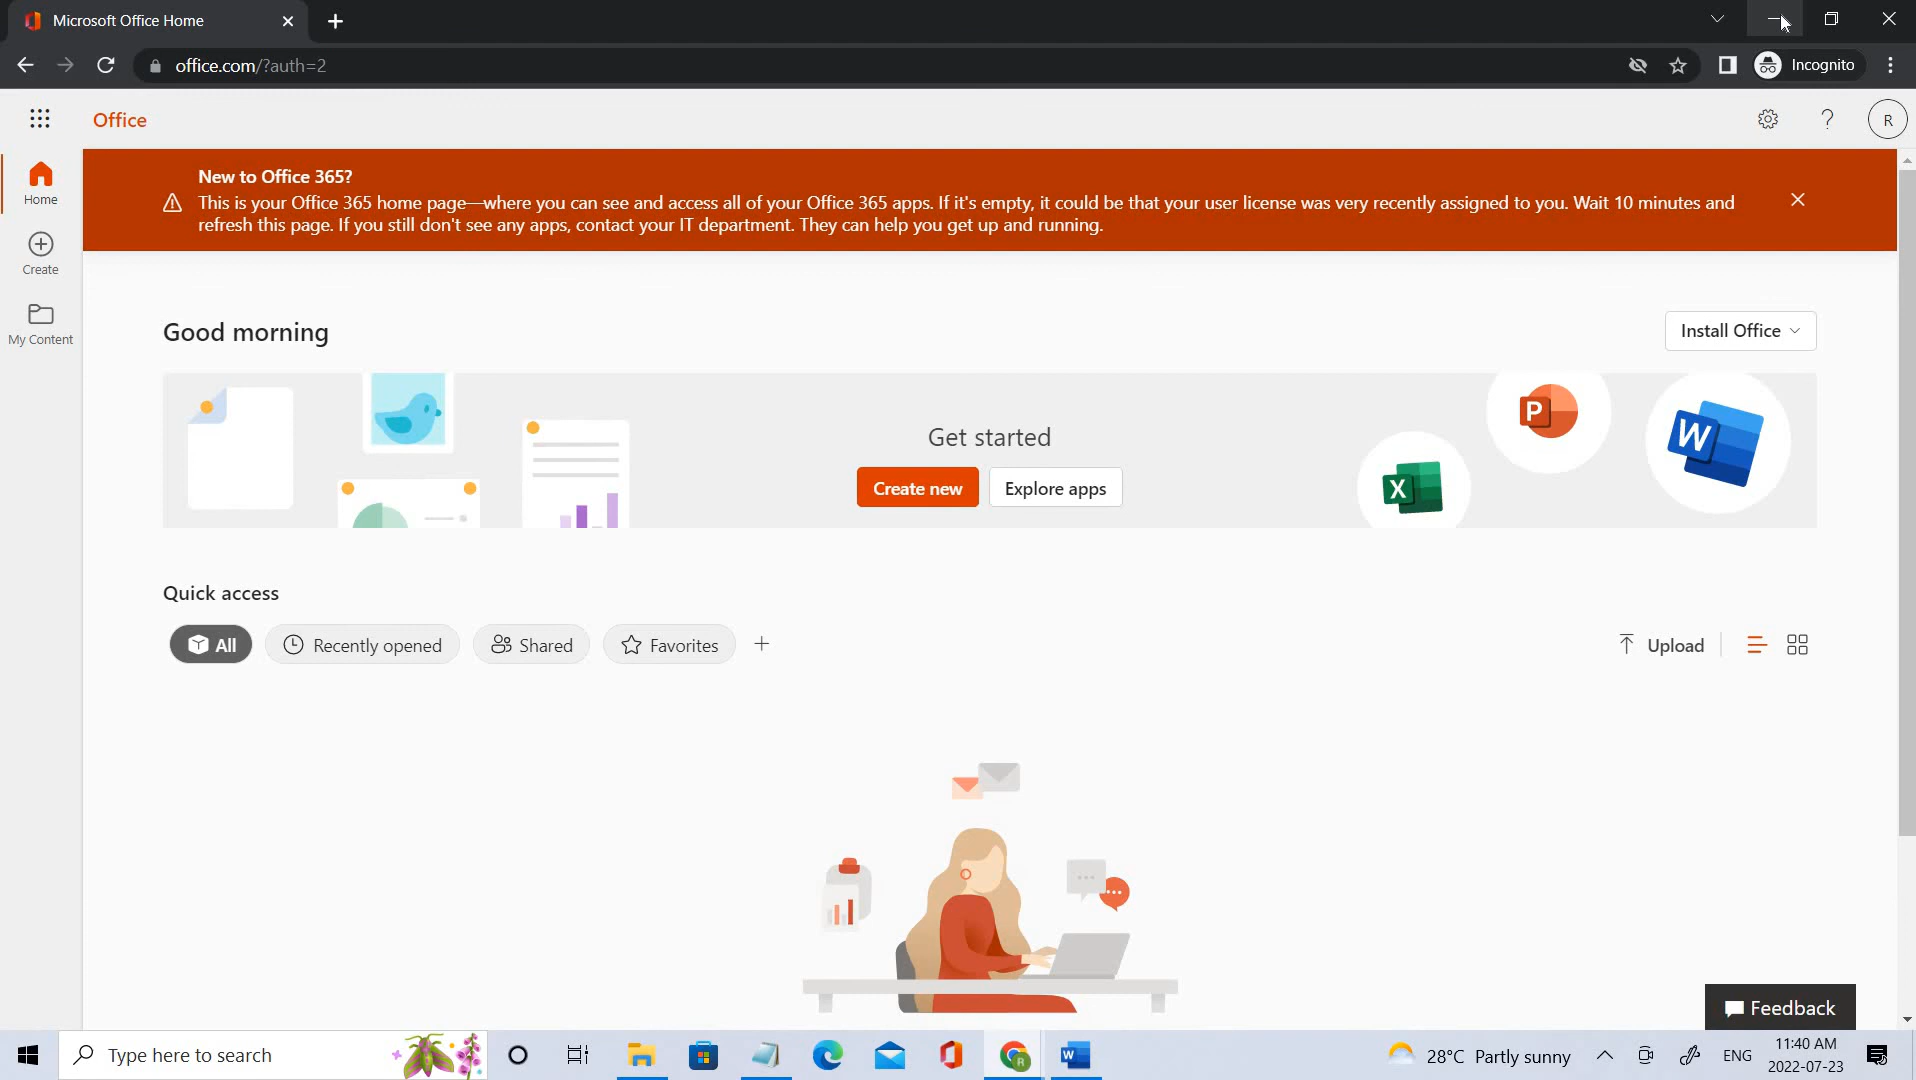 Microsoft Office Home
office.com/?auth=2
Incognito
Office
R
Home
Create
My Content
New to Office 365?
This is your Office 365 home page—where you can see and access all of your Office 365 apps. If it's empty, it could be that your user license was very recently assigned to you. Wait 10 minutes and
refresh this page. If you still don't see any apps, contact your IT department. They can help you get up and running.
Good morning
Install Office
Get started
Create new
Explore apps
P
W
X
Quick access
All
Recently opened
Shared
Favorites
Upload
Feedback
Type here to search
R
W
28°C Partly sunny
ENG
11:40 AM
2022-07-23